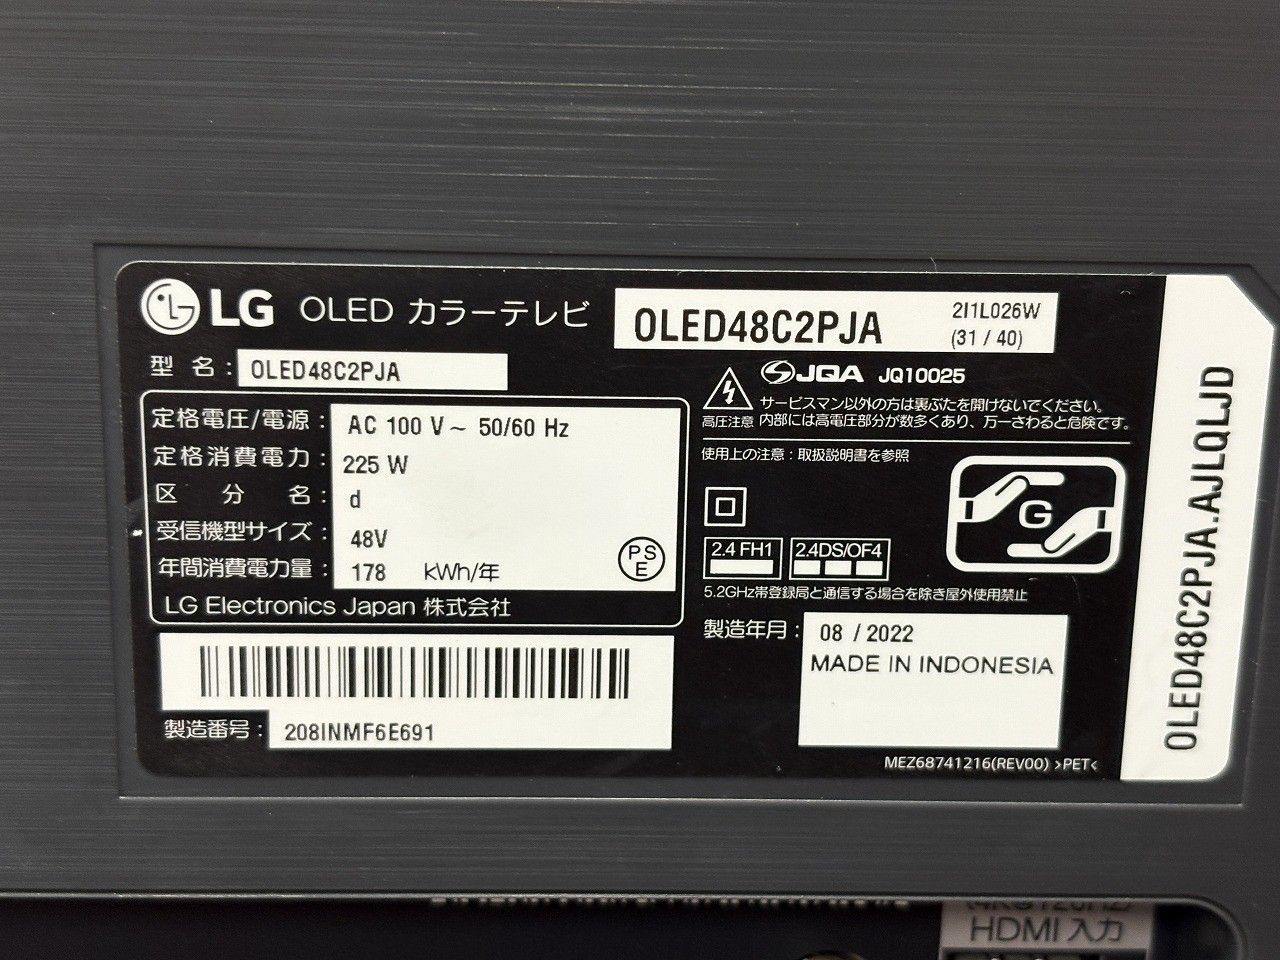 LG OLED カラーテレビ
OLED48C2PJA
2I1L026W
(31 / 40)
型 名 : OLED48C2PJA
定格電圧/電源 : AC 100 V ~ 50/60 Hz
定格消費電力 : 225 W
区 分 名 : d
受信機型サイズ : 48V
年間消費電力量 : 178 kWh/年
PS
E
LG Electronics Japan 株式会社
製造番号 : 208INMF6E691
JQA JQ10025
サービスマン以外の方は裏ぶたを開けないでください。
高圧注意 内部には高電圧部分が数多くあり、万一さわると危険です。
使用上の注意 : 取扱説明書を参照
G
2.4 FH1 2.4DS/OF4
5.2GHz帯登録局と通信する場合を除き屋外使用禁止
製造年月 : 08 / 2022
MADE IN INDONESIA
MEZ68741216(REV00) >PET<
OLED48C2PJA.AJLQLJD
HDMI 入力